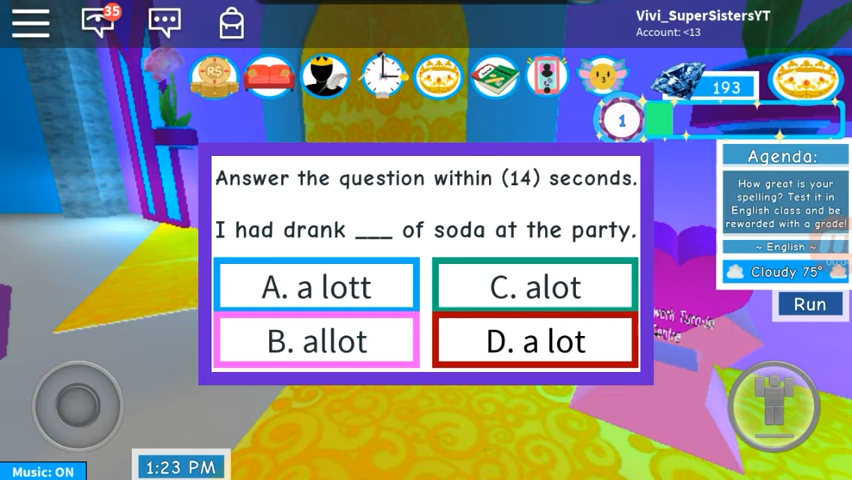 35
Vivi_SuperSistersYT
Account: <13
R$
193
1
Agenda:
How great is your
spelling? Test it in
English class and be
rewarded with a grade!
~ English ~
Cloudy 75°
Run
Answer the question within (14) seconds.
I had drank ___ of soda at the party.
A. a lott
C. alot
B. allot
D. a lot
Music: ON
1:23 PM